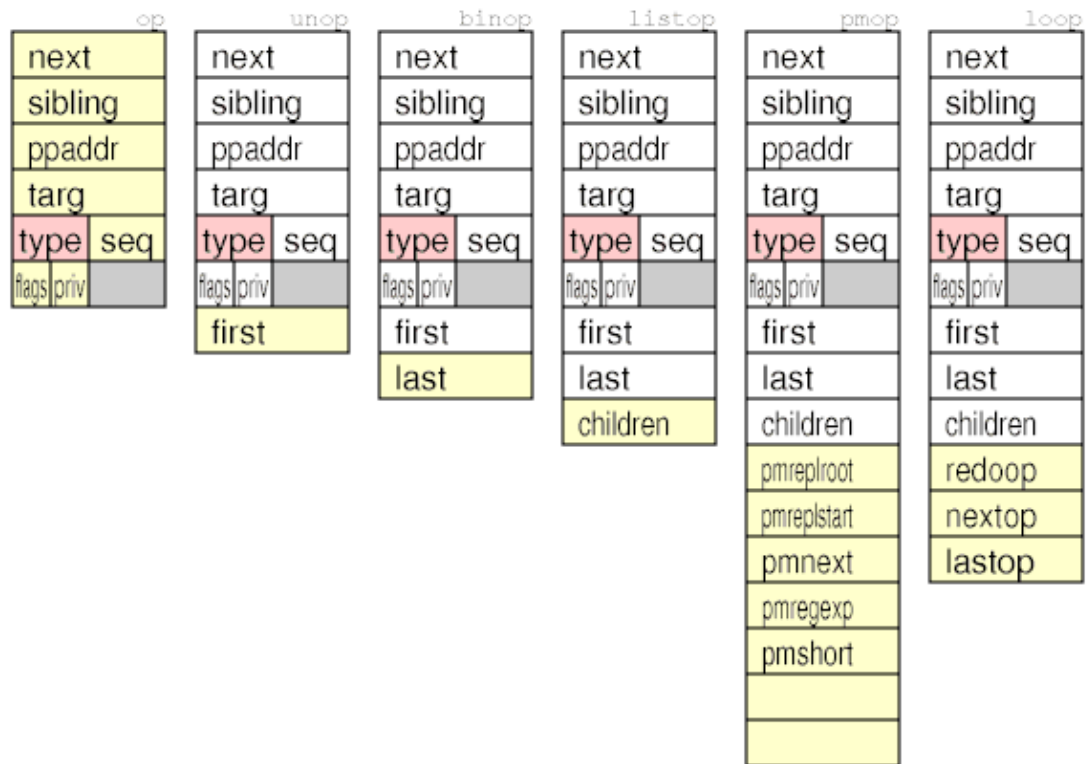 op unop binop listop pmop loop
next next next next next next
sibling sibling sibling sibling sibling sibling
ppaddr ppaddr ppaddr ppaddr ppaddr ppaddr
targ targ targ targ targ targ
type seq type seq type seq type seq type seq type seq
flags priv flags priv flags priv flags priv flags priv flags priv
first first first first first
last last last last
children children children
pmreplroot redoop
pmreplstart nextop
pmnext lastop
pmregexp
pmshort